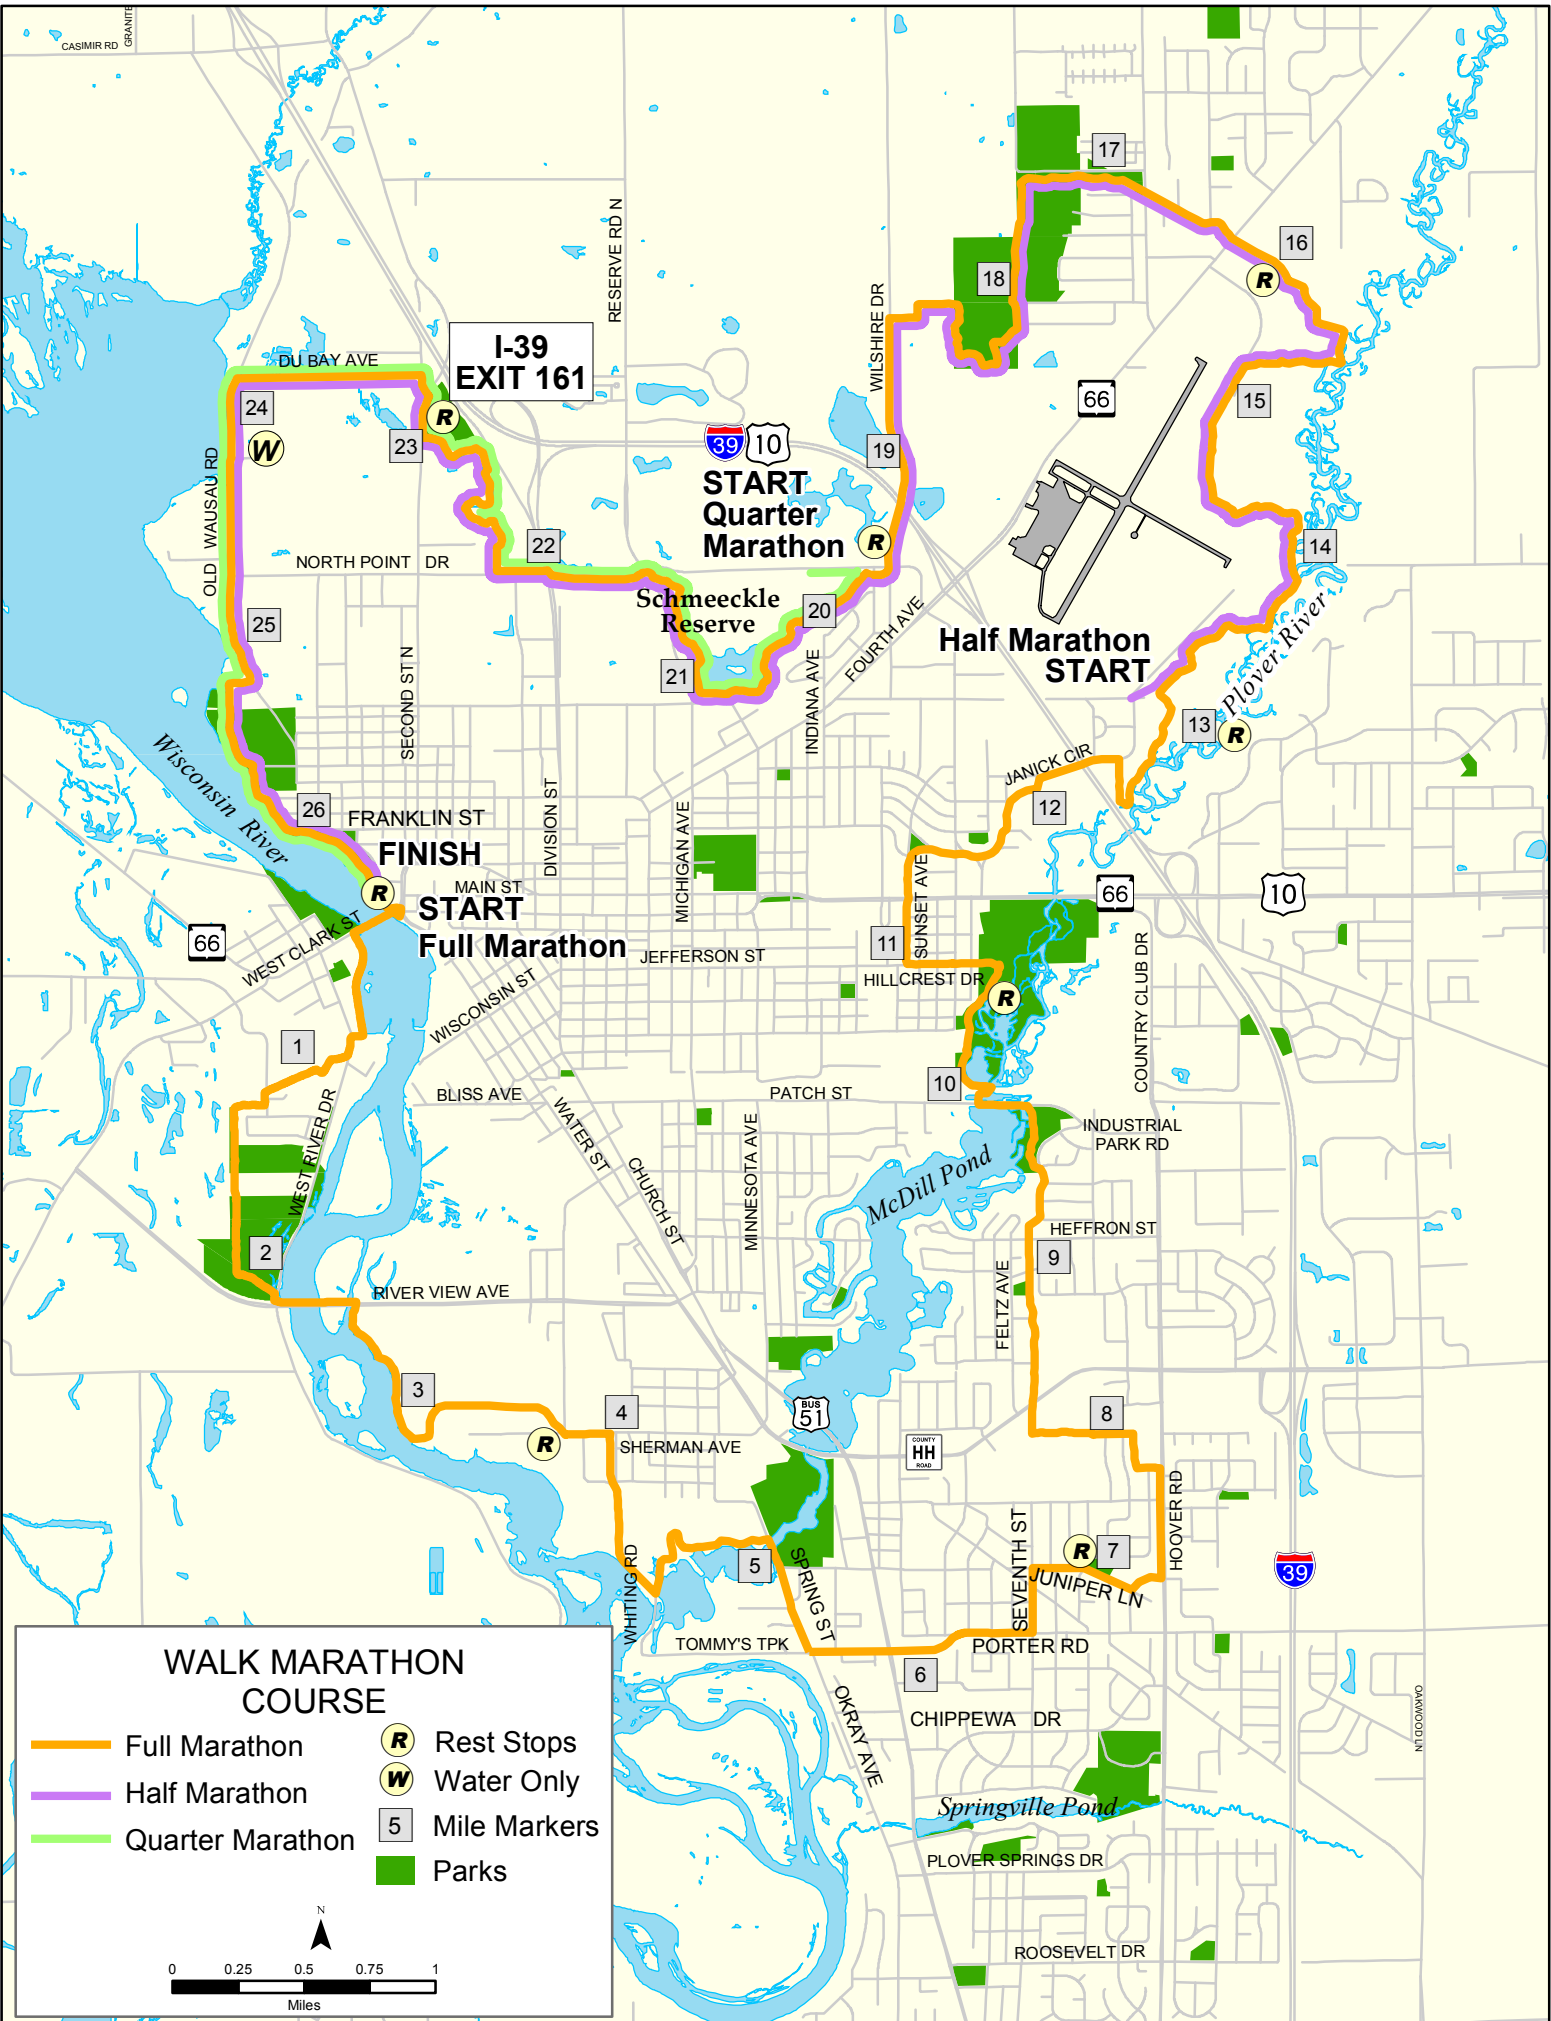 CASIMIR RD
GRANITE
17
16
RESERVE RD N
18
WILSHIRE DR
R
I-39
EXIT 161
DU BAY AVE
66
15
24
R
23
W
39
10
19
OLD WAUSAU RD
START
Quarter
Marathon
R
22
14
NORTH POINT DR
Schmeeckle
Reserve
20
25
FOURTH AVE
Half Marathon
START
Plover River
21
SECOND ST N
INDIANA AVE
13
R
Wisconsin River
JANICK CIR
12
26
FRANKLIN ST
FINISH
DIVISION ST
MICHIGAN AVE
R
MAIN ST
START
Full Marathon
66
10
66
WEST CLARK ST
SUNSET AVE
11
JEFFERSON ST
HILLCREST DR
R
WISCONSIN ST
COUNTRY CLUB DR
1
10
BLISS AVE
PATCH ST
WATER ST
INDUSTRIAL
PARK RD
WEST RIVER DR
MINNESOTA AVE
CHURCH ST
McDill Pond
2
HEFFRON ST
9
RIVER VIEW AVE
FELTZ AVE
3
4
BUS
51
8
R
SHERMAN AVE
COUNTY
HH
ROAD
HOOVER RD
SEVENTH ST
R
7
5
SPRING ST
WHITING RD
JUNIPER LN
39
TOMMY'S TPK
PORTER RD
6
OKRAY AVE
CHIPPEWA DR
OAKWOOD LN
Springville Pond
PLOVER SPRINGS DR
ROOSEVELT DR
WALK MARATHON
COURSE
Full Marathon
Half Marathon
Quarter Marathon
R Rest Stops
W Water Only
5 Mile Markers
Parks
N
0 0.25 0.5 0.75 1
Miles